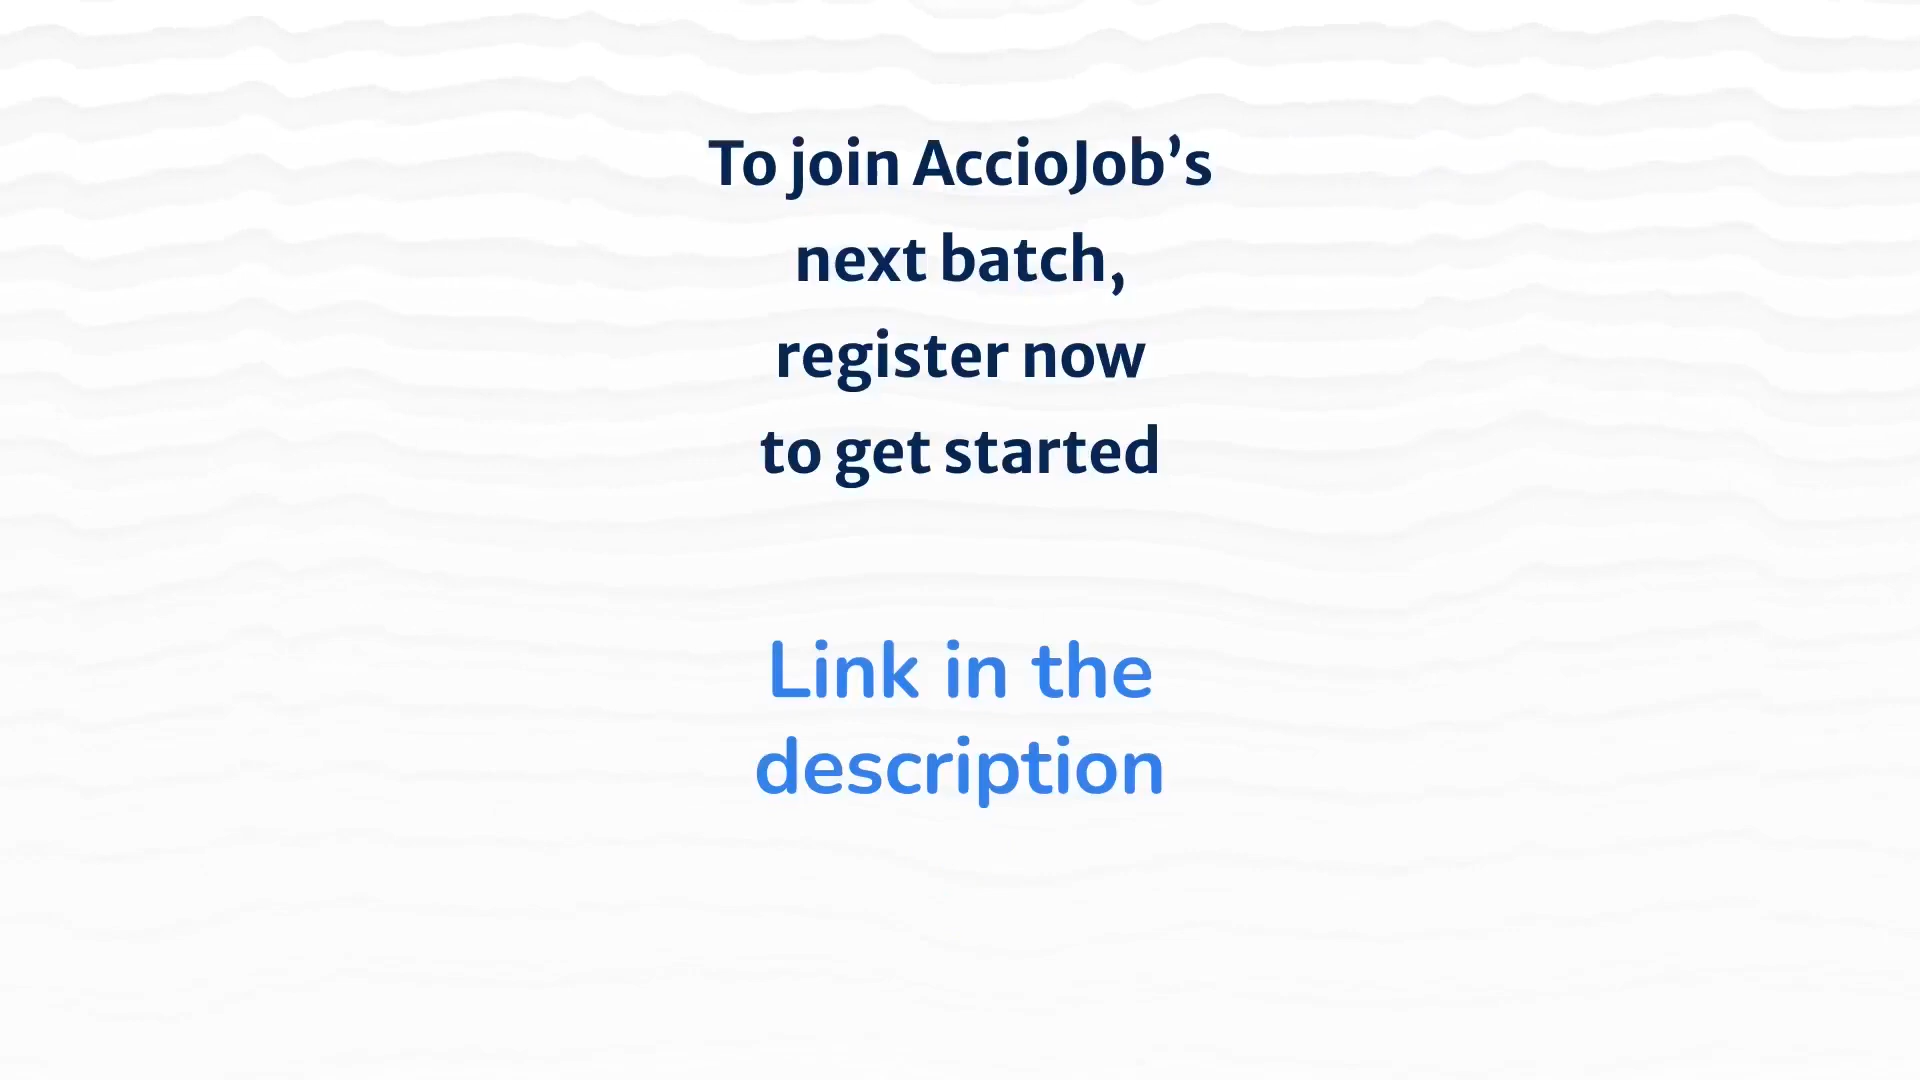 To join AccioJob’s
next batch,
register now
to get started
Link in the
description